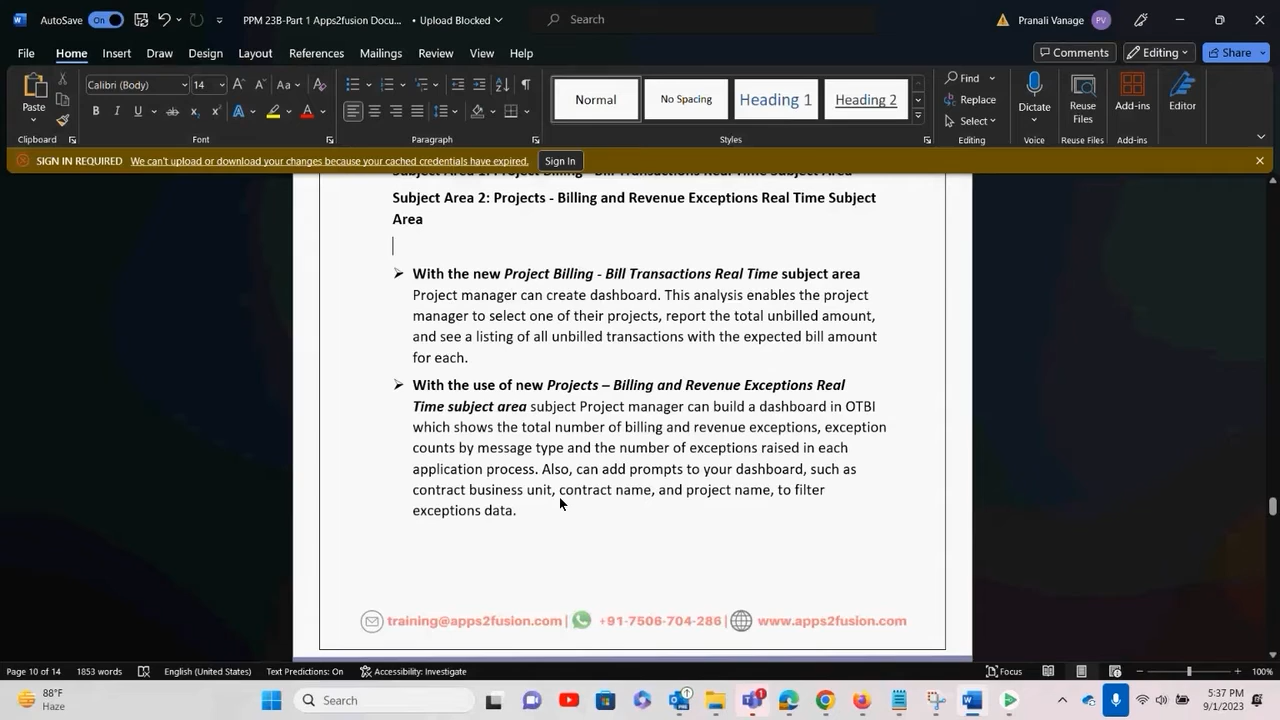 AutoSave On PPM 23B-Part 1 Apps2fusion Docu... • Upload Blocked Search Pranali Vanage PV
File Home Insert Draw Design Layout References Mailings Review View Help Comments Editing Share
Paste Calibri (Body) 14 Aa Normal No Spacing Heading 1 Heading 2 Find Replace Select Dictate Reuse Files Add-ins Editor
B I U
Clipboard Font Paragraph Styles Editing Voice Reuse Files Add-ins
SIGN IN REQUIRED We can't upload or download your changes because your cached credentials have expired. Sign In
Subject Area 1: Project Billing - Bill Transactions Real Time Subject Area
Subject Area 2: Projects - Billing and Revenue Exceptions Real Time Subject
Area
With the new Project Billing - Bill Transactions Real Time subject area
Project manager can create dashboard. This analysis enables the project
manager to select one of their projects, report the total unbilled amount,
and see a listing of all unbilled transactions with the expected bill amount
for each.
With the use of new Projects – Billing and Revenue Exceptions Real
Time subject area subject Project manager can build a dashboard in OTBI
which shows the total number of billing and revenue exceptions, exception
counts by message type and the number of exceptions raised in each
application process. Also, can add prompts to your dashboard, such as
contract business unit, contract name, and project name, to filter
exceptions data.
training@apps2fusion.com | +91-7506-704-286 | www.apps2fusion.com
Page 10 of 14 1853 words English (United States) Text Predictions: On Accessibility: Investigate Focus 100%
88°F
Haze
Search
5:37 PM
9/1/2023